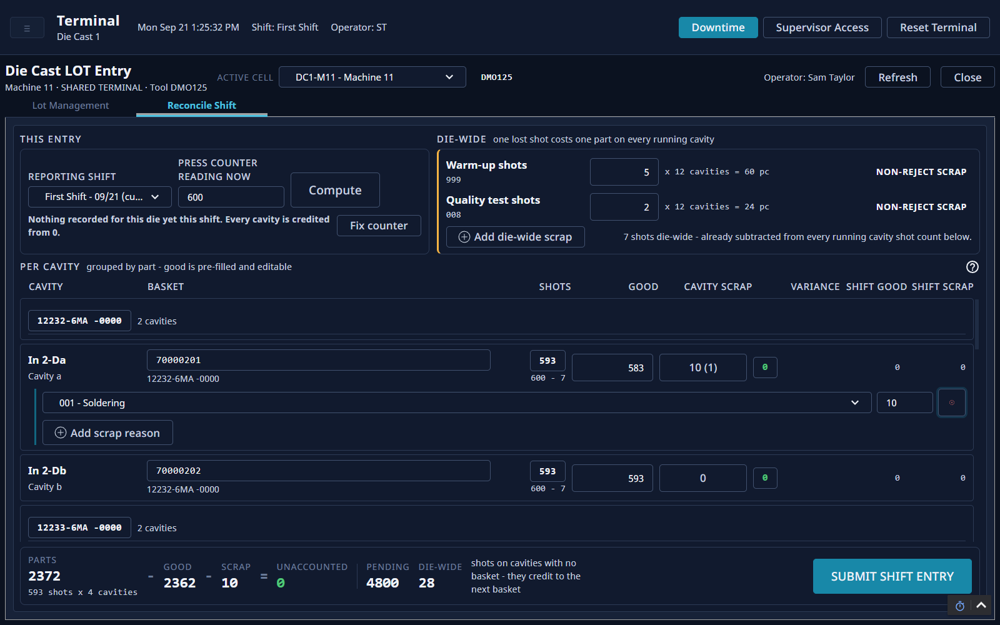 Terminal
Die Cast 1
Mon Sep 21 1:25:32 PM
Shift: First Shift
Operator: ST
Downtime
Supervisor Access
Reset Terminal
Die Cast LOT Entry
Machine 11 · SHARED TERMINAL · Tool DMO125
ACTIVE CELL
DC1-M11 - Machine 11
DMO125
Operator: Sam Taylor
Refresh
Close
Lot Management
Reconcile Shift
THIS ENTRY
REPORTING SHIFT
First Shift - 09/21 (cu...
PRESS COUNTER
READING NOW
600
Compute
Nothing recorded for this die yet this shift. Every cavity is credited
from 0.
Fix counter
DIE-WIDE one lost shot costs one part on every running cavity
Warm-up shots
999
5
x 12 cavities = 60 pc
NON-REJECT SCRAP
Quality test shots
008
2
x 12 cavities = 24 pc
NON-REJECT SCRAP
Add die-wide scrap
7 shots die-wide - already subtracted from every running cavity shot count below.
PER CAVITY grouped by part - good is pre-filled and editable
?
CAVITY BASKET SHOTS GOOD CAVITY SCRAP VARIANCE SHIFT GOOD SHIFT SCRAP
12232-6MA -0000 2 cavities
In 2-Da
Cavity a
70000201
12232-6MA -0000
593
600 - 7
583
10 (1)
0
0
0
001 - Soldering
10
Add scrap reason
In 2-Db
Cavity b
70000202
12232-6MA -0000
593
600 - 7
593
0
0
0
0
12233-6MA -0000 2 cavities
PARTS
2372
593 shots x 4 cavities
-
GOOD
2362
-
SCRAP
10
=
UNACCOUNTED
0
PENDING
4800
DIE-WIDE
28
shots on cavities with no
basket - they credit to the
next basket
SUBMIT SHIFT ENTRY